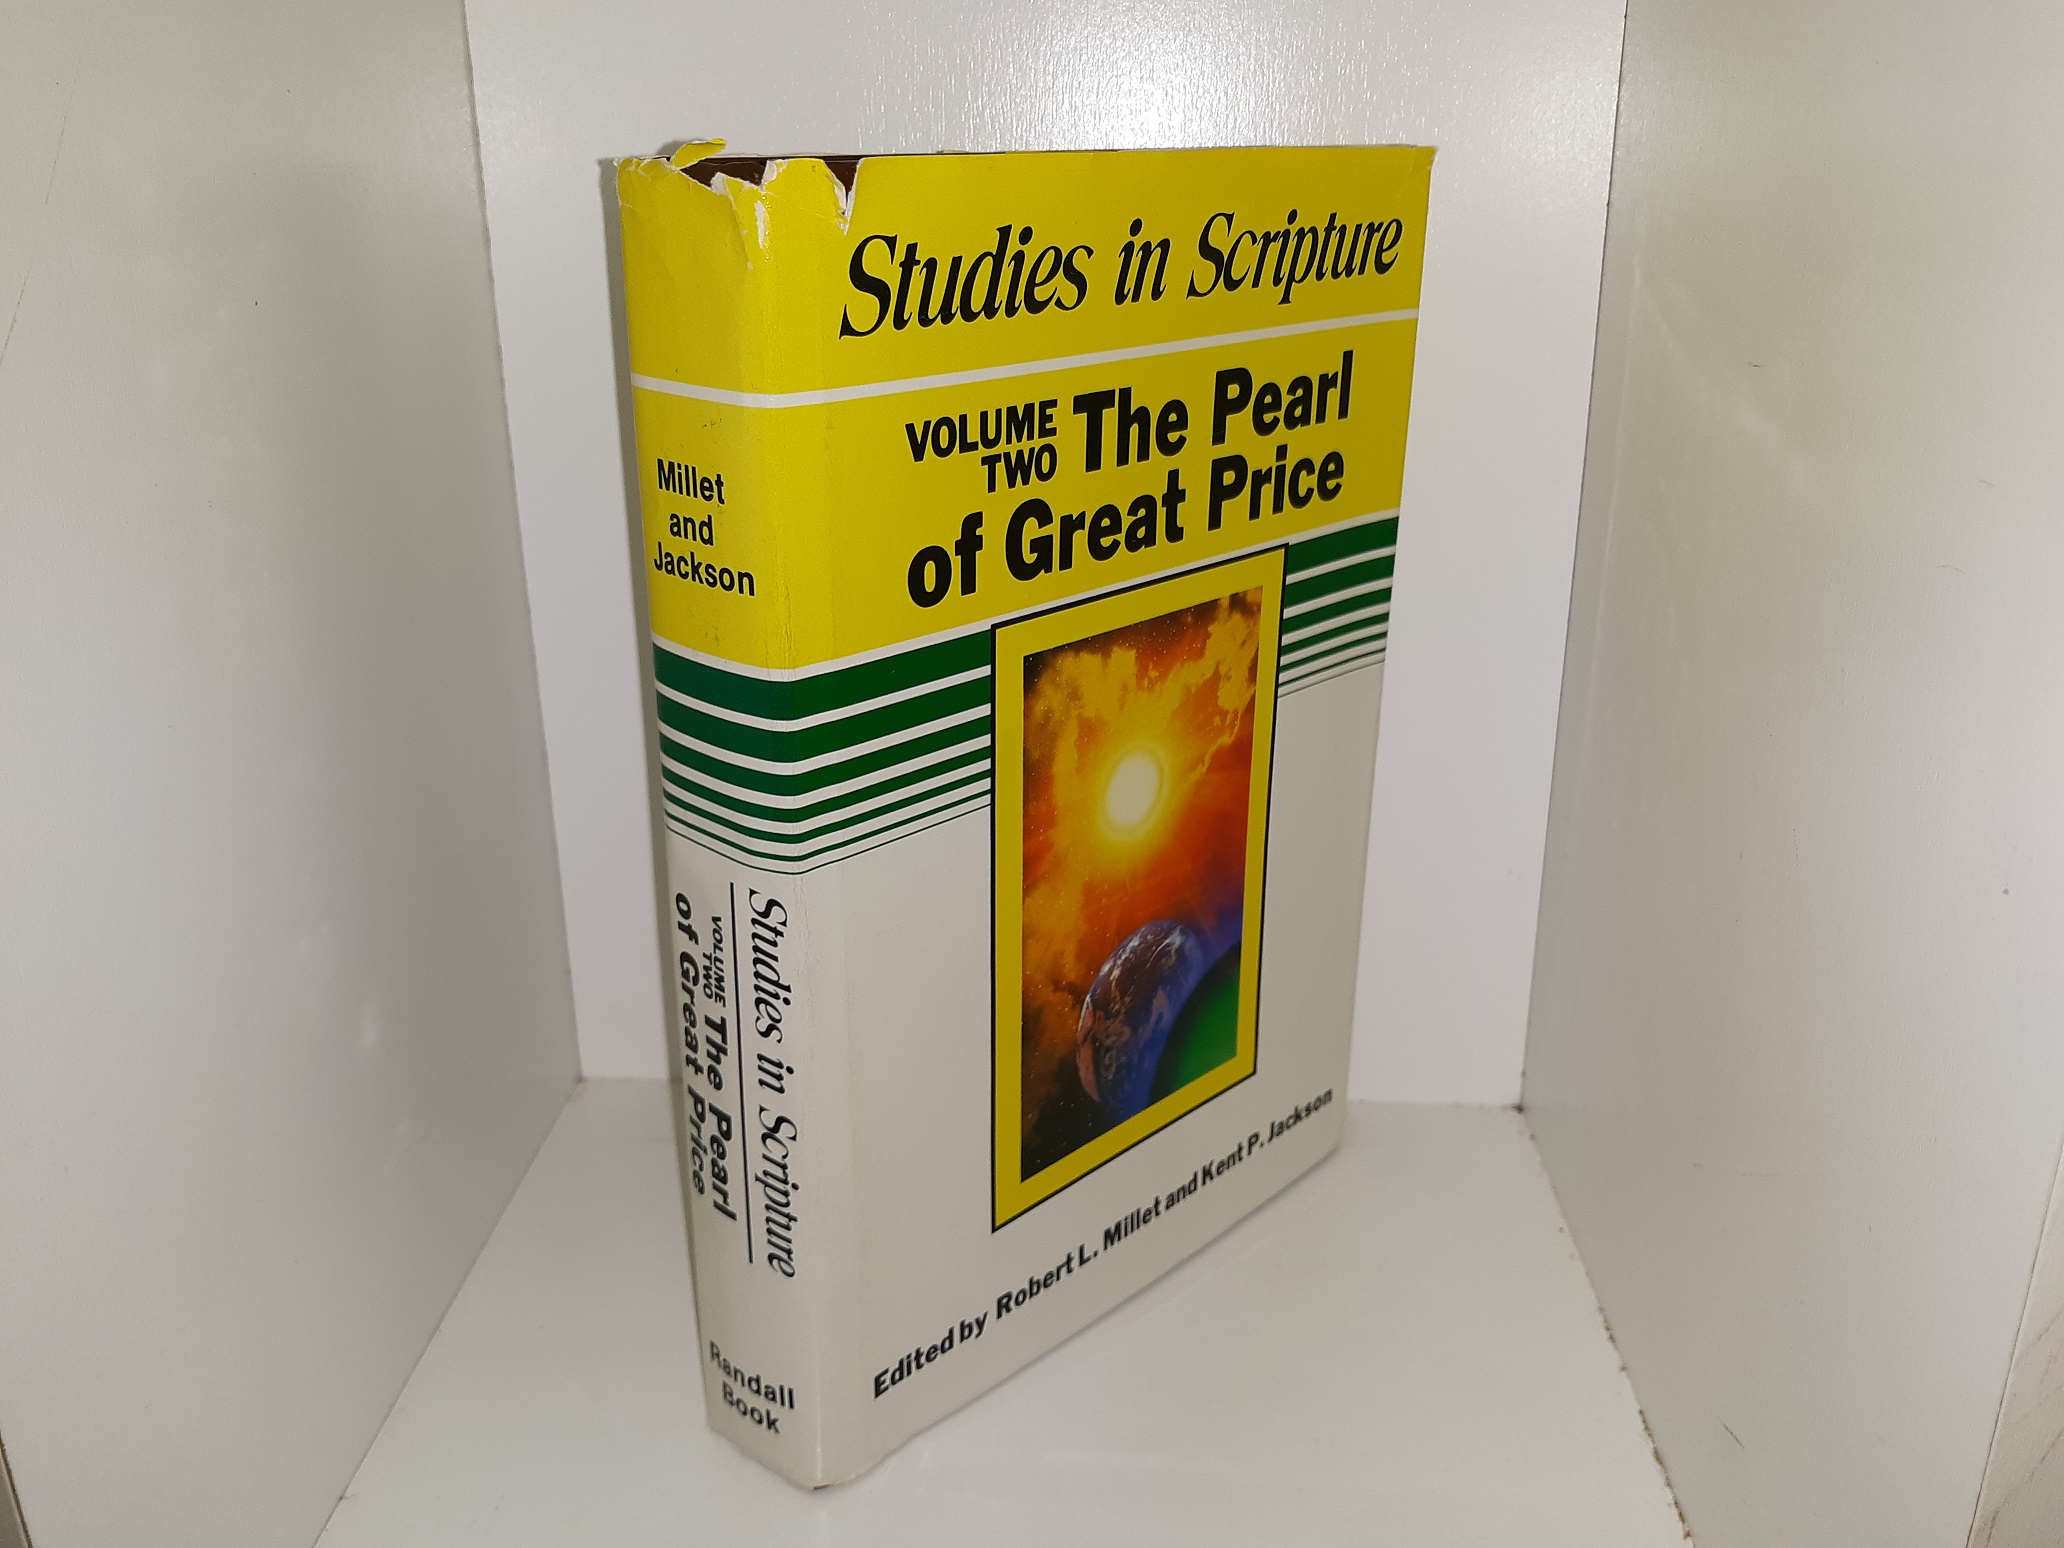 Studies in Scripture
VOLUME TWO The Pearl
of Great Price
Edited by Robert L. Millet and Kent P. Jackson
Millet
and
Jackson
Studies in Scripture
VOLUME TWO The Pearl
of Great Price
Randall
Book